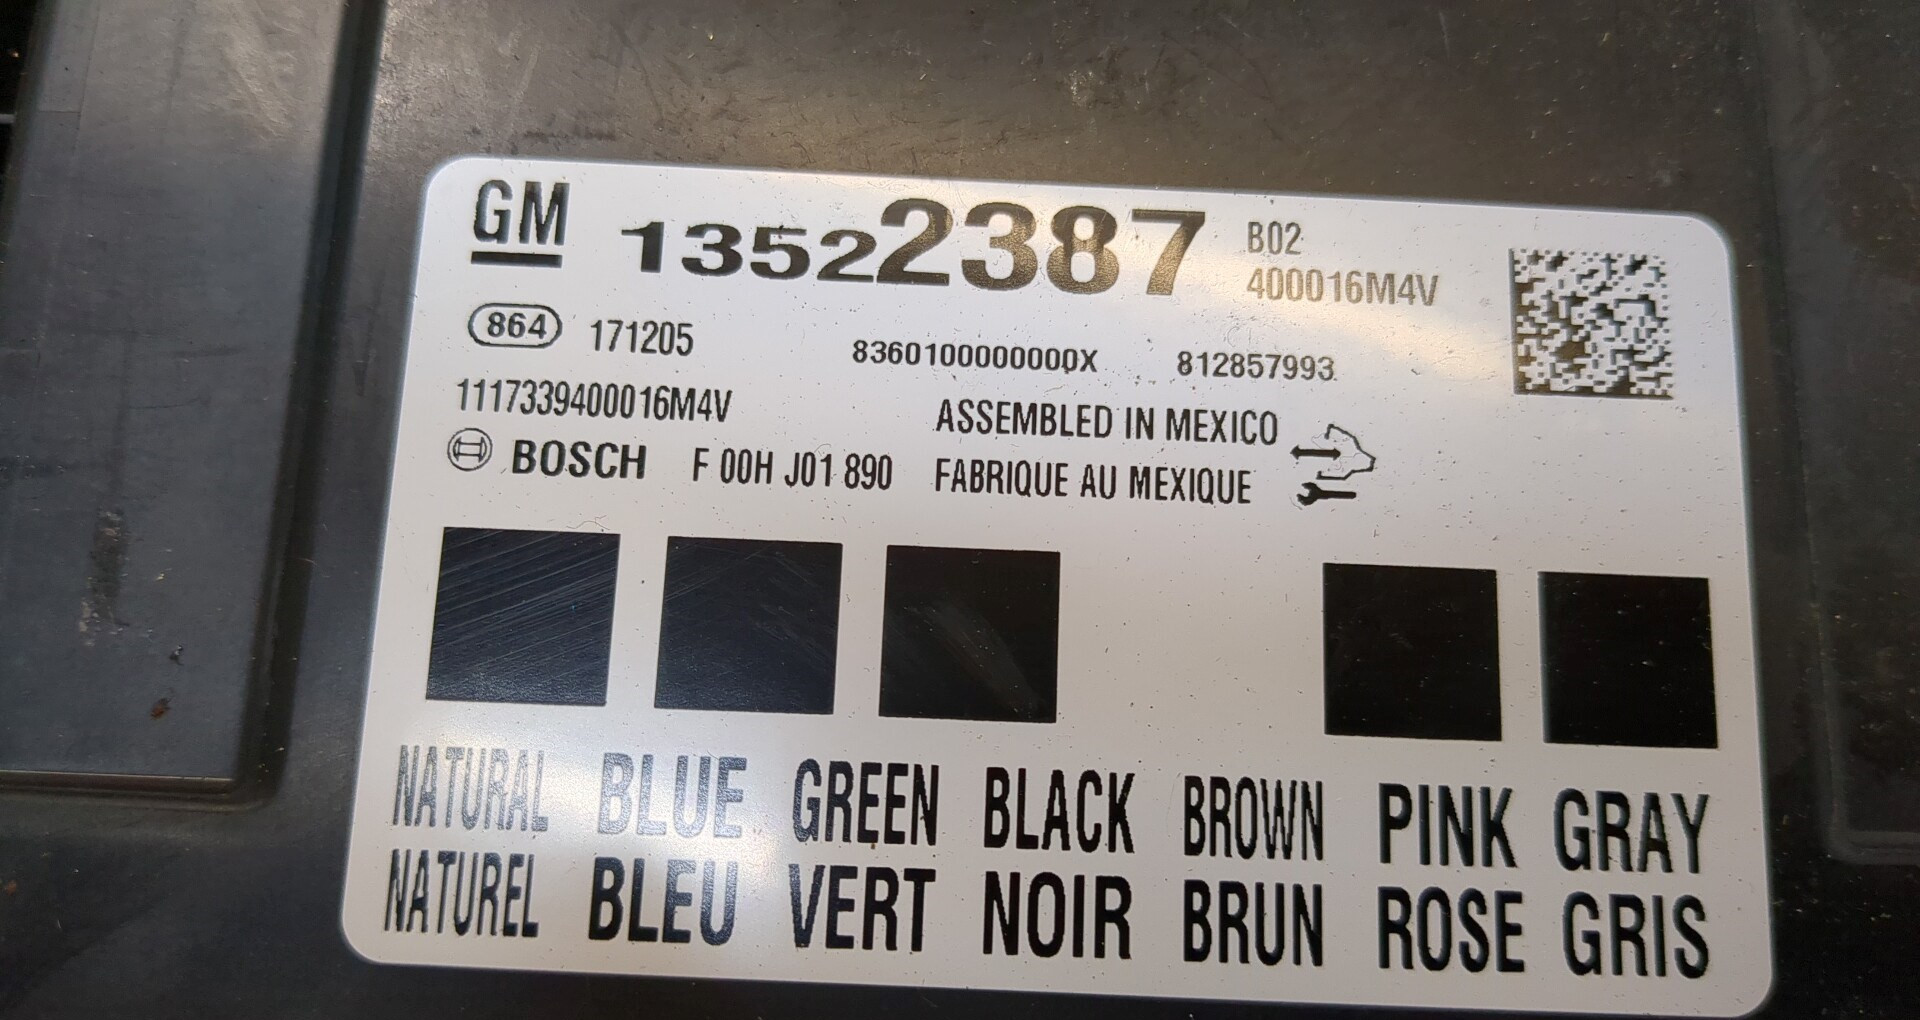 GM 13522387 B02
400016M4V
864 171205 8360100000000X 812857993
1117339400016M4V ASSEMBLED IN MEXICO
BOSCH F 00H J01 890 FABRIQUE AU MEXIQUE
NATURAL BLUE GREEN BLACK BROWN PINK GRAY
NATUREL BLEU VERT NOIR BRUN ROSE GRIS